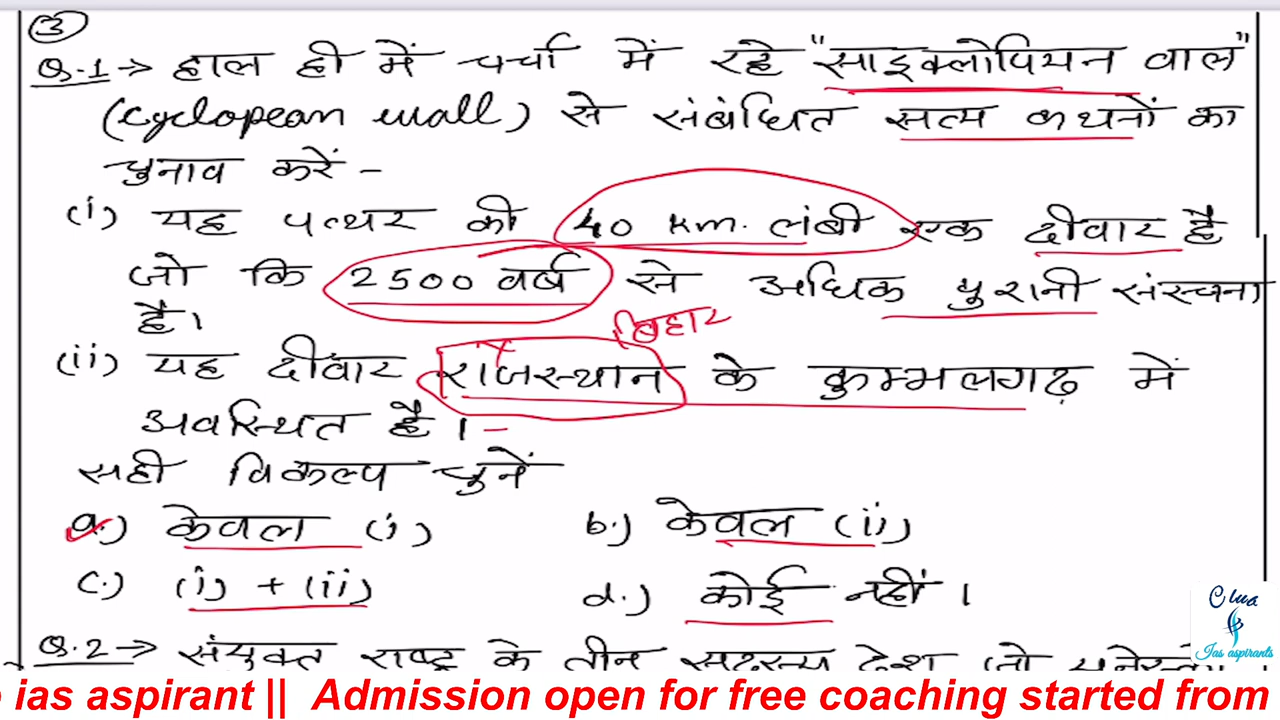 ③
Q.1 → हाल ही में चर्चा में रहे "साइक्लोपियन वाल"
(Cyclopean wall) से संबंधित सत्य कथनों का
चुनाव करें -
(i) यह पत्थर की 40 km. लंबी एक दीवार है
जो कि 2500 वर्ष से अधिक पुरानी संरचना
है।
बिहार
(ii) यह दीवार राजस्थान के कुम्भलगढ़ में
अवस्थित है। -
सही विकल्प चुनें
a.) केवल (i) b.) केवल (ii)
c.) (i) + (ii) d.) कोई नहीं ।
Clua
Ias aspirants
Q.2 → संयुक्त राष्ट्र के तीन सदस्य देश जो
ias aspirant || Admission open for free coaching started from